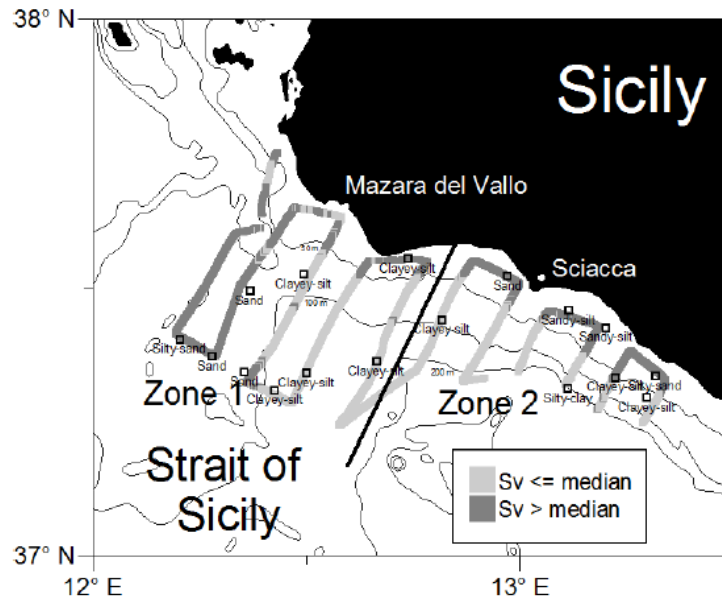 38° N
Sicily
Mazara del Vallo
50 m
Clayey-silt
Sciacca
Clayey-silt
Sand
Sand
100 m
Sandy-silt
Clayey-silt
Sandy-silt
Silty-sand
Sand
Clayey-silt
200 m
Sand
Clayey-silt
Clayey-silt
Silty-sand
Zone 1
Clayey-silt
Zone 2
Silty-clay
Clayey-silt
Strait of
Sicily
Sv <= median
Sv > median
37° N
12° E
13° E